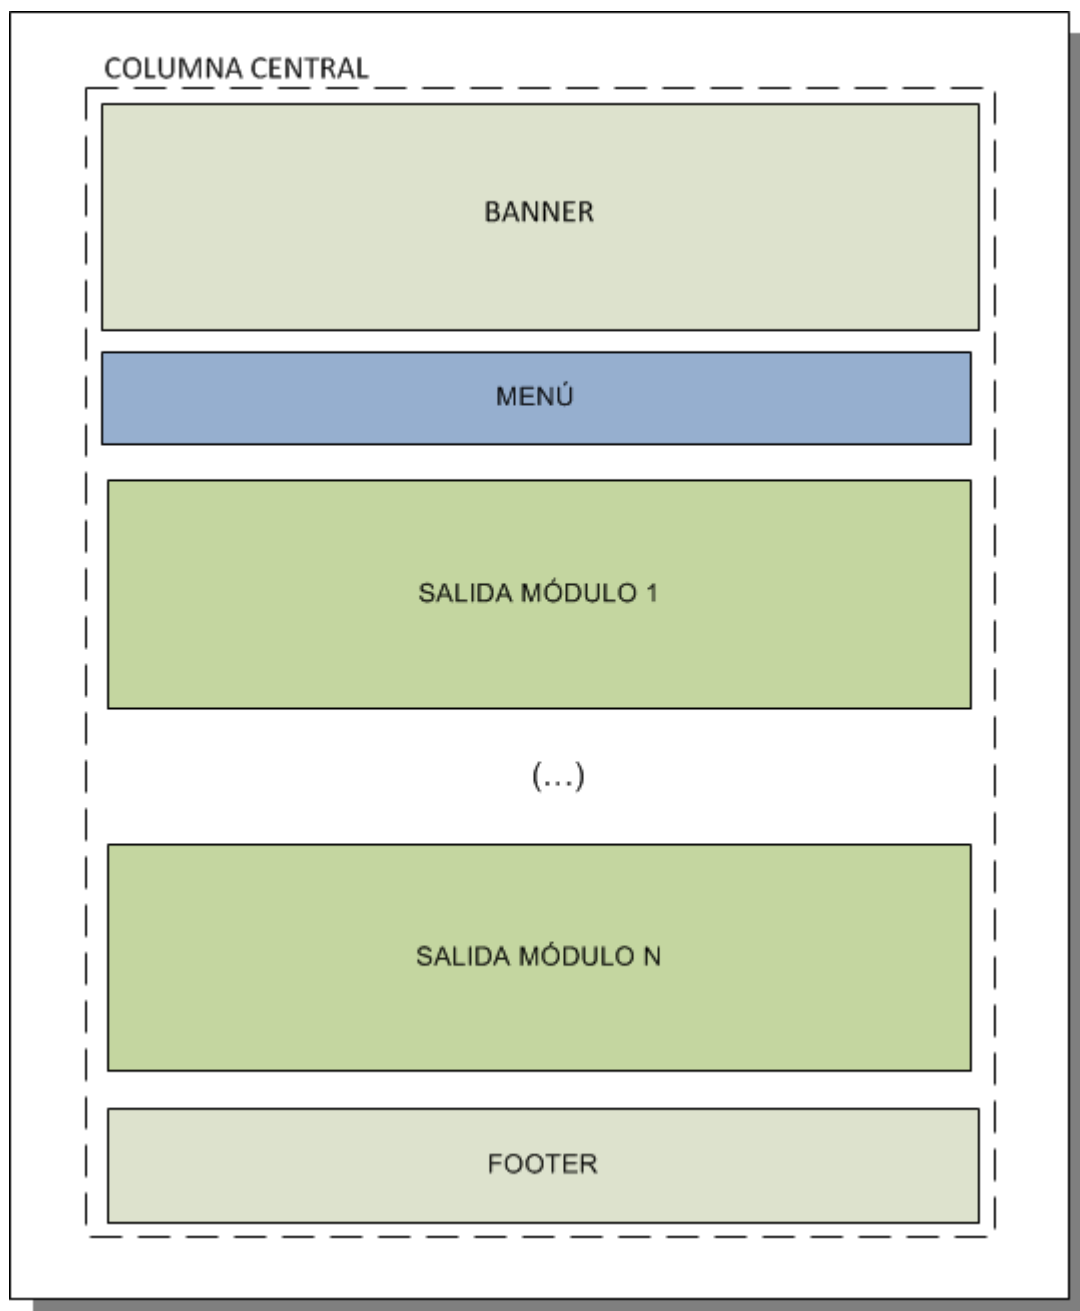 COLUMNA CENTRAL
BANNER
MENÚ
SALIDA MÓDULO 1
(...)
SALIDA MÓDULO N
FOOTER